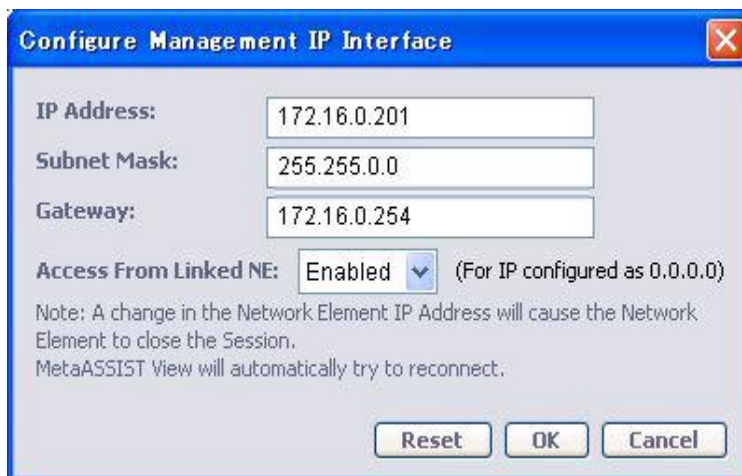 Configure Management IP Interface
IP Address: 172.16.0.201
Subnet Mask: 255.255.0.0
Gateway: 172.16.0.254
Access From Linked NE: Enabled (For IP configured as 0.0.0.0)
Note: A change in the Network Element IP Address will cause the Network
Element to close the Session.
MetaASSIST View will automatically try to reconnect.
Reset OK Cancel